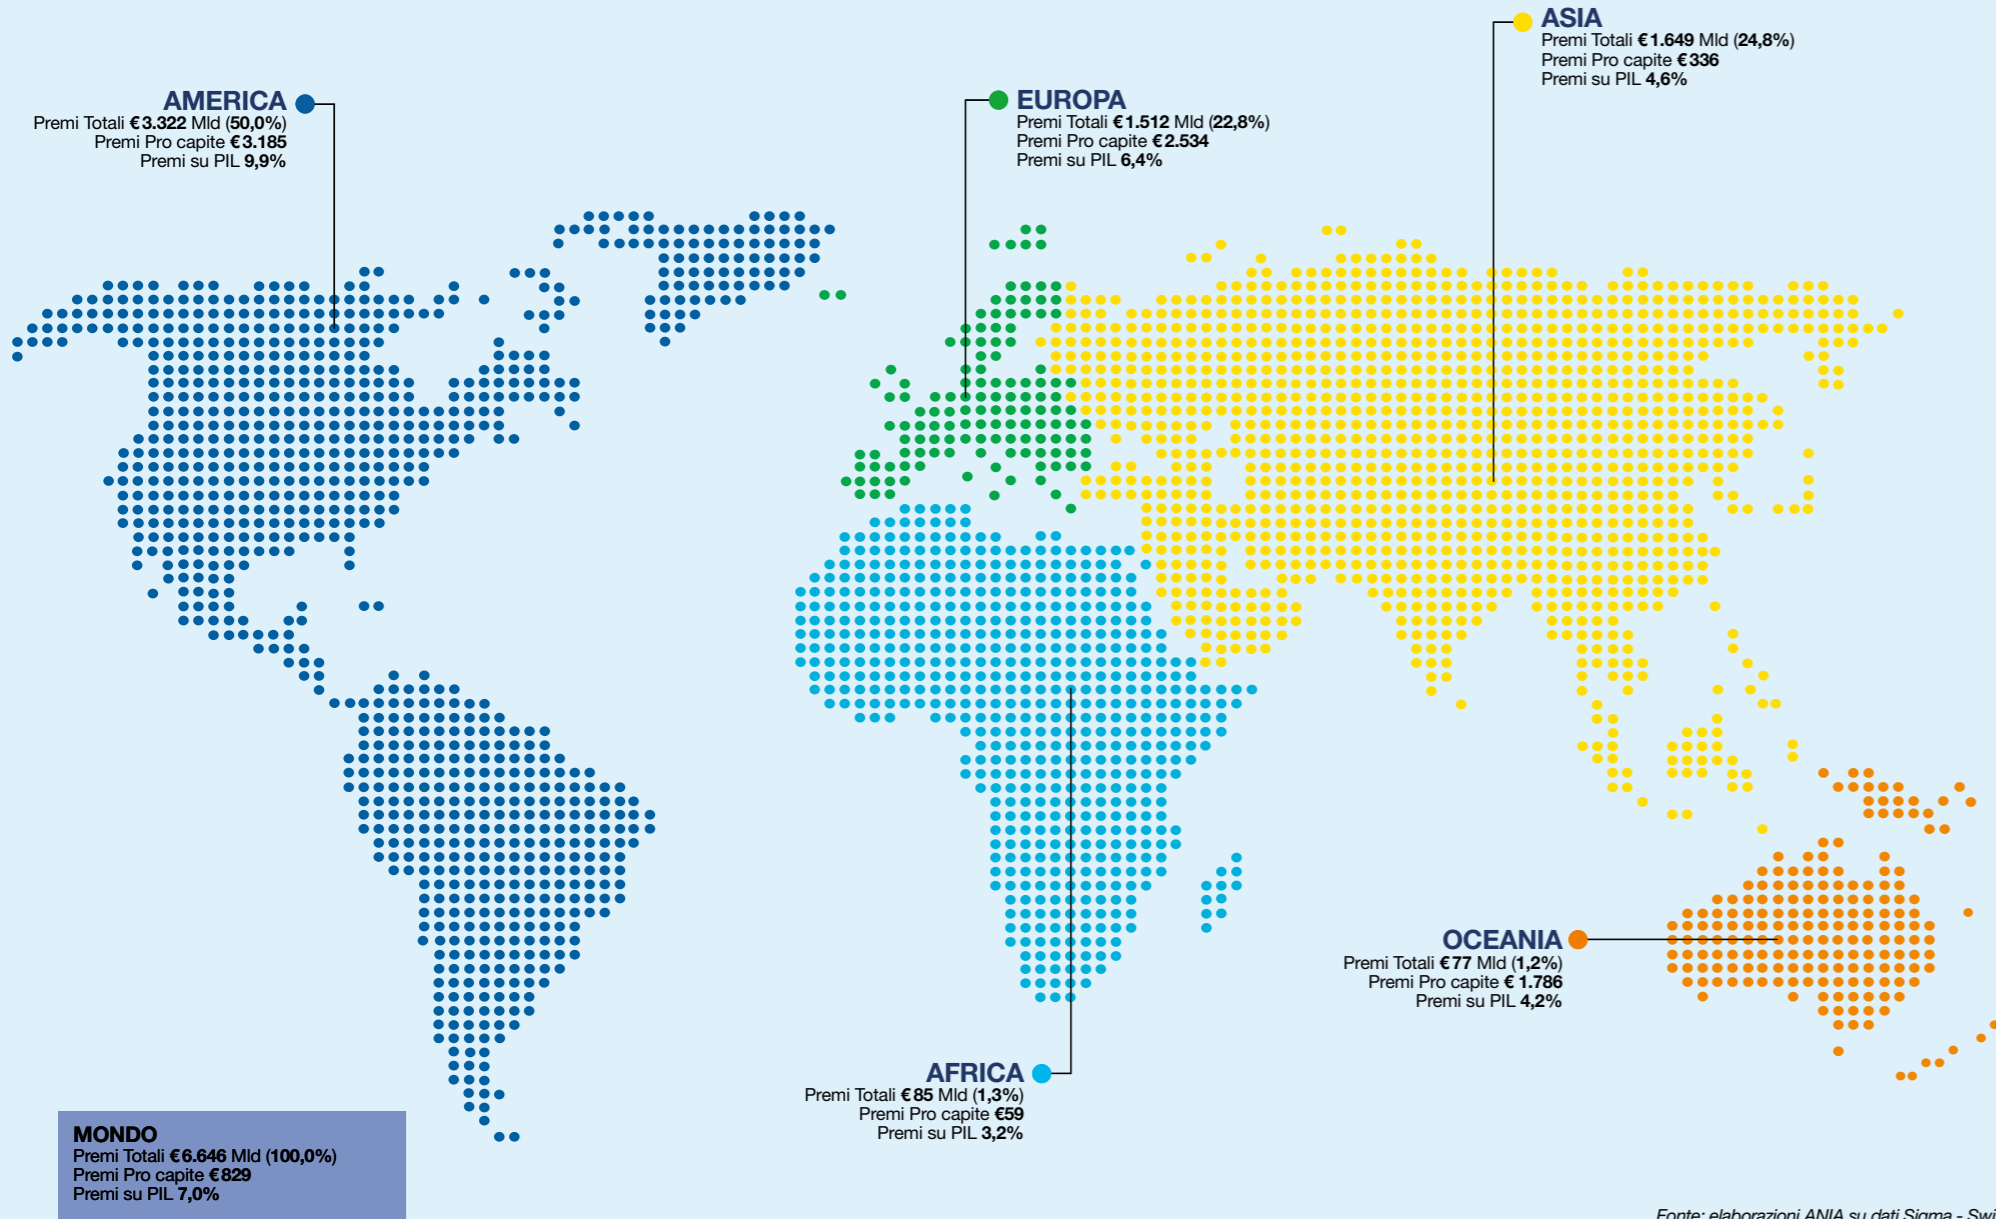 ASIA
Premi Totali €1.649 Mld (24,8%)
Premi Pro capite €336
Premi su PIL 4,6%
AMERICA
Premi Totali €3.322 Mld (50,0%)
Premi Pro capite €3.185
Premi su PIL 9,9%
EUROPA
Premi Totali €1.512 Mld (22,8%)
Premi Pro capite €2.534
Premi su PIL 6,4%
OCEANIA
Premi Totali €77 Mld (1,2%)
Premi Pro capite € 1.786
Premi su PIL 4,2%
AFRICA
Premi Totali €85 Mld (1,3%)
Premi Pro capite €59
Premi su PIL 3,2%
MONDO
Premi Totali €6.646 Mld (100,0%)
Premi Pro capite €829
Premi su PIL 7,0%
Fonte: elaborazioni ANIA su dati Sigma - Swi